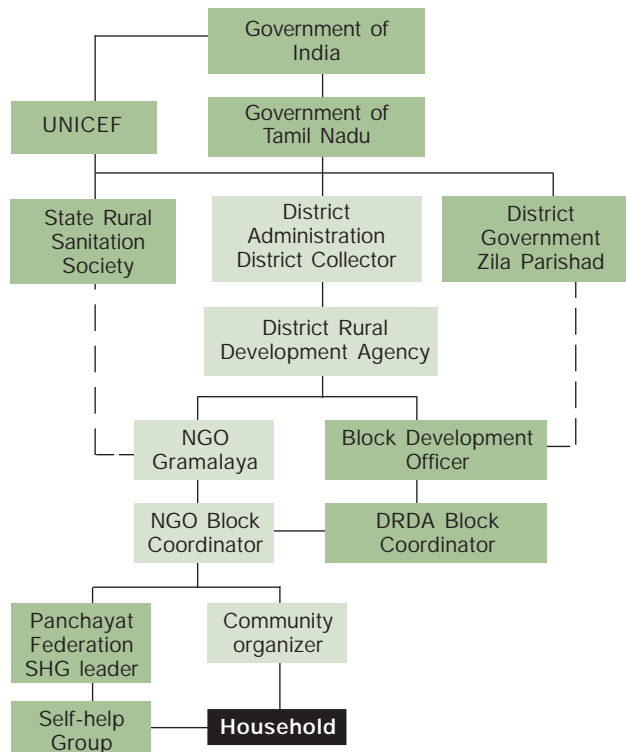 Government of
India
UNICEF
Government of
Tamil Nadu
State Rural
Sanitation
Society
District
Administration
District Collector
District
Government
Zila Parishad
District Rural
Development Agency
NGO
Gramalaya
Block Development
Officer
NGO Block
Coordinator
DRDA Block
Coordinator
Panchayat
Federation
SHG leader
Community
organizer
Self-help
Group
Household